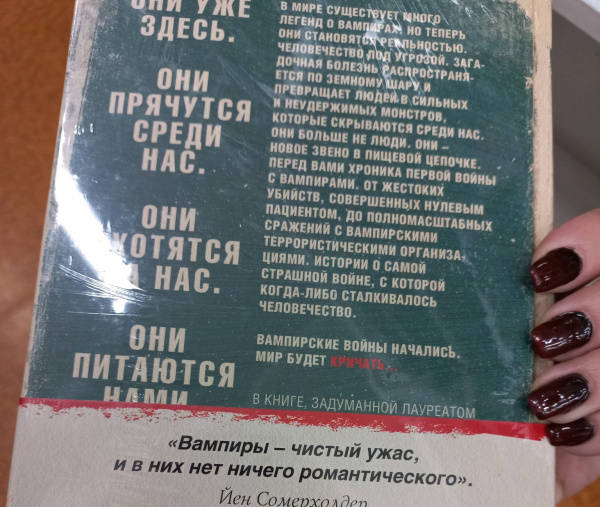 ОНИ УЖЕ
ЗДЕСЬ.
ОНИ
ПРЯЧУТСЯ
СРЕДИ
НАС.
ОНИ
ОХОТЯТСЯ
НА НАС.
ОНИ
ПИТАЮТСЯ
НАМИ
В МИРЕ СУЩЕСТВУЕТ МНОГО
ЛЕГЕНД О ВАМПИРАХ. НО ТЕПЕРЬ
ОНИ СТАНОВЯТСЯ РЕАЛЬНОСТЬЮ.
ЧЕЛОВЕЧЕСТВО ПОД УГРОЗОЙ. ЗАГА-
ДОЧНАЯ БОЛЕЗНЬ РАСПРОСТРАНЯ-
ЕТСЯ ПО ЗЕМНОМУ ШАРУ И
ПРЕВРАЩАЕТ ЛЮДЕЙ В СИЛЬНЫХ
И НЕУДЕРЖИМЫХ МОНСТРОВ,
КОТОРЫЕ СКРЫВАЮТСЯ СРЕДИ НАС.
ОНИ БОЛЬШЕ НЕ ЛЮДИ. ОНИ –
НОВОЕ ЗВЕНО В ПИЩЕВОЙ ЦЕПОЧКЕ.
ПЕРЕД ВАМИ ХРОНИКА ПЕРВОЙ ВОЙНЫ
С ВАМПИРАМИ. ОТ ЖЕСТОКИХ
УБИЙСТВ, СОВЕРШЕННЫХ НУЛЕВЫМ
ПАЦИЕНТОМ, ДО ПОЛНОМАСШТАБНЫХ
СРАЖЕНИЙ С ВАМПИРСКИМИ
ТЕРРОРИСТИЧЕСКИМИ ОРГАНИЗА-
ЦИЯМИ. ИСТОРИИ О САМОЙ
СТРАШНОЙ ВОЙНЕ, С КОТОРОЙ
КОГДА-ЛИБО СТАЛКИВАЛОСЬ
ЧЕЛОВЕЧЕСТВО.
ВАМПИРСКИЕ ВОЙНЫ НАЧАЛИСЬ.
МИР БУДЕТ КРИЧАТЬ...
В КНИГЕ, ЗАДУМАННОЙ ЛАУРЕАТОМ
«Вампиры – чистый ужас,
и в них нет ничего романтического».
Йен Сомерхолдер